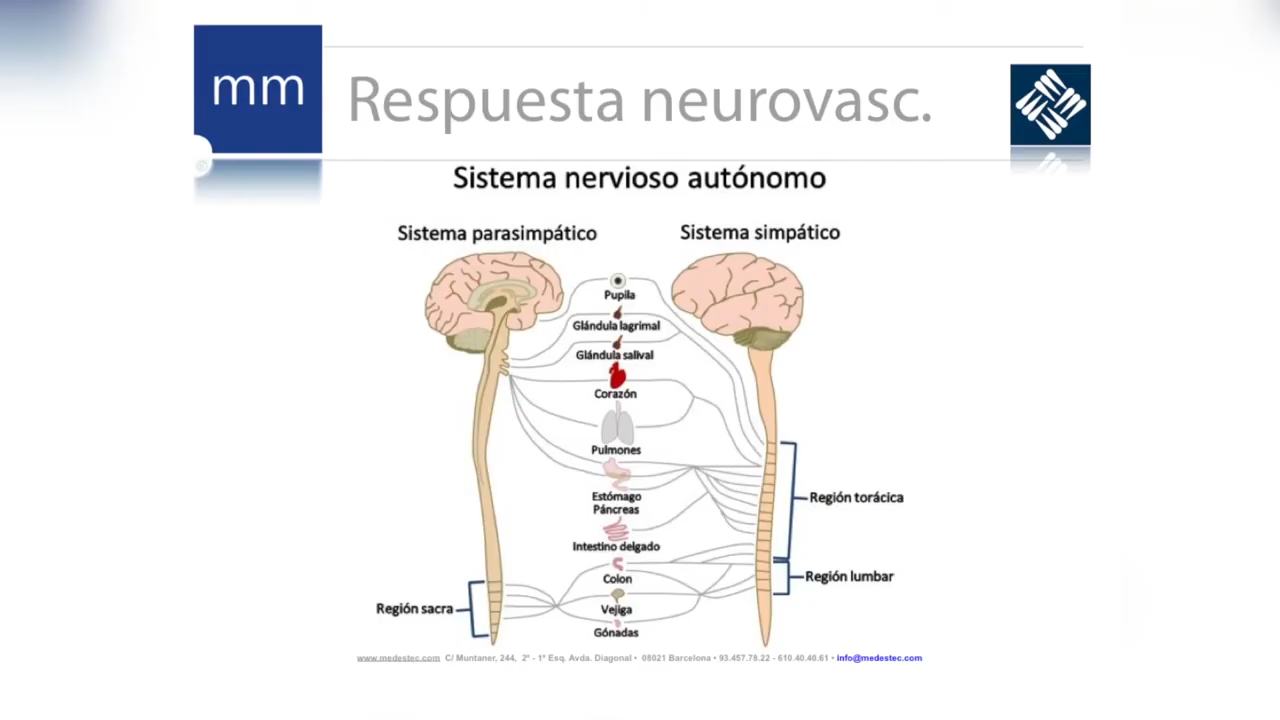 mm
Respuesta neurovasc.
Sistema nervioso autónomo
Sistema parasimpático
Sistema simpático
Pupila
Glándula lagrimal
Glándula salival
Corazón
Pulmones
Estómago
Páncreas
Intestino delgado
Colon
Vejiga
Gónadas
Región torácica
Región lumbar
Región sacra
www.medestec.com C/ Muntaner, 244, 2º - 1º Esq. Avda. Diagonal • 08021 Barcelona • 93.457.78.22 - 610.40.40.61 • info@medestec.com